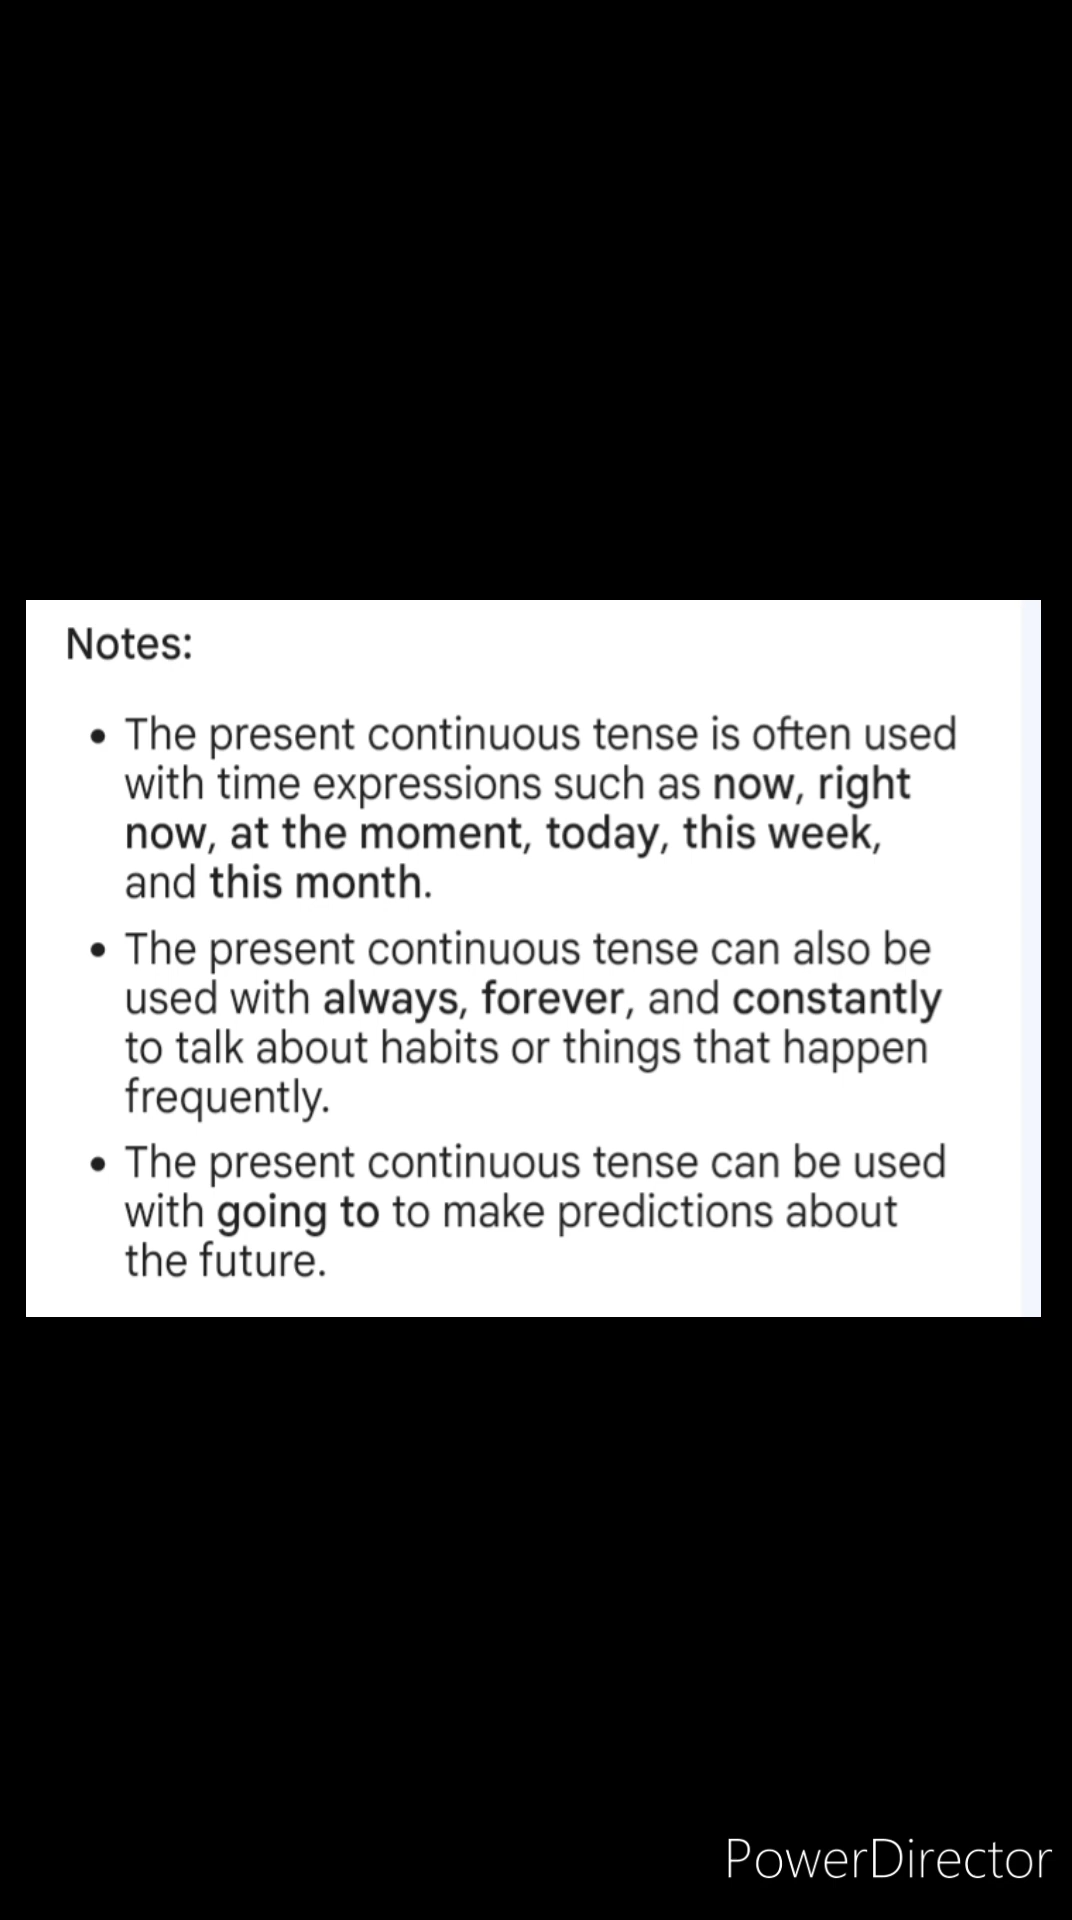 Notes:
• The present continuous tense is often used
with time expressions such as now, right
now, at the moment, today, this week,
and this month.
• The present continuous tense can also be
used with always, forever, and constantly
to talk about habits or things that happen
frequently.
• The present continuous tense can be used
with going to to make predictions about
the future.
PowerDirector